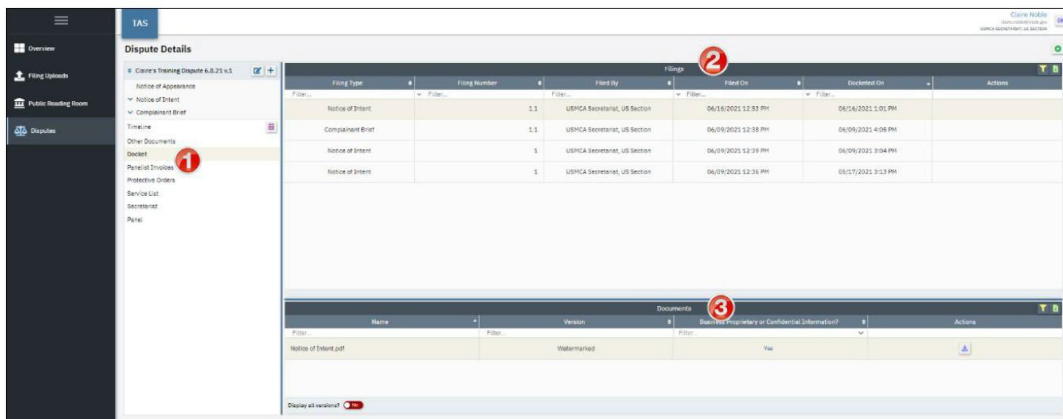 TAS
Claire Noble
USMCA SECRETARIAT, US SECTION
Overview
Filing Uploads
Public Reading Room
Disputes
Dispute Details
Claire's Training Dispute 6.8.21 v.1
Notice of Appearance
Notice of Intent
Complainant Brief
Timeline
Other Documents
Docket
Panelist Invoices
Protective Orders
Service List
Secretariat
Panel
1
Filings
2
Filing Type Filing Number Filed By Filed On Docketed On Actions
Filter... Filter... Filter... Filter... Filter...
Notice of Intent 1.1 USMCA Secretariat, US Section 06/16/2021 12:53 PM 06/16/2021 1:01 PM
Complainant Brief 1.1 USMCA Secretariat, US Section 06/09/2021 12:38 PM 06/09/2021 4:05 PM
Notice of Intent 1 USMCA Secretariat, US Section 06/09/2021 12:39 PM 06/09/2021 3:04 PM
Notice of Intent 1 USMCA Secretariat, US Section 06/09/2021 12:36 PM 05/17/2021 3:13 PM
Documents
3
Name Version Business Proprietary or Confidential Information? Actions
Filter... Filter... Filter...
Notice of Intent.pdf Watermarked Yes
Display all versions? No